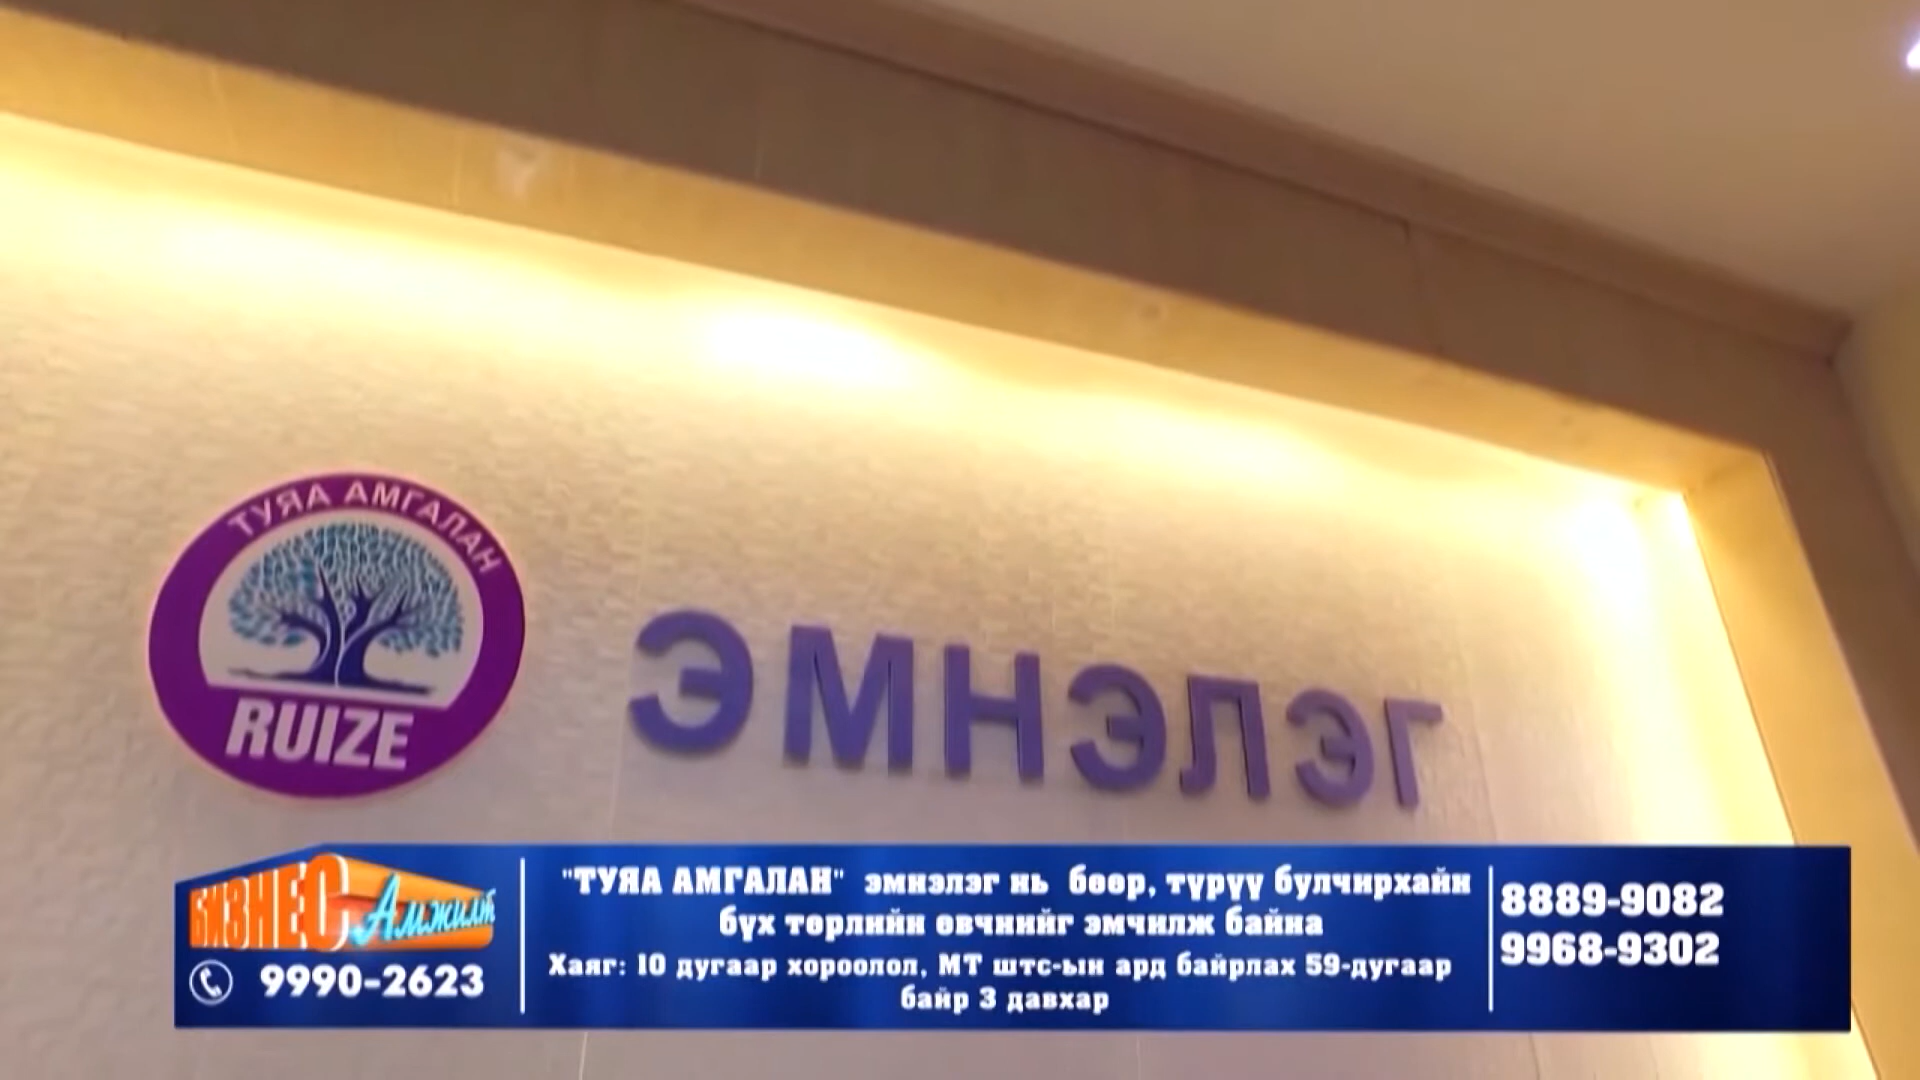 ТУЯА АМГАЛАН
RUIZE
ЭМНЭЛЭГ
БИЗНЕС Амжилт
9990-2623
"ТУЯА АМГАЛАН" эмнэлэг нь бөөр, түрүү булчирхайн
бүх төрлийн өвчнийг эмчилж байна
Хаяг: 10 дугаар хороолол, МТ штс-ын ард байрлах 59-дугаар
байр 3 давхар
8889-9082
9968-9302